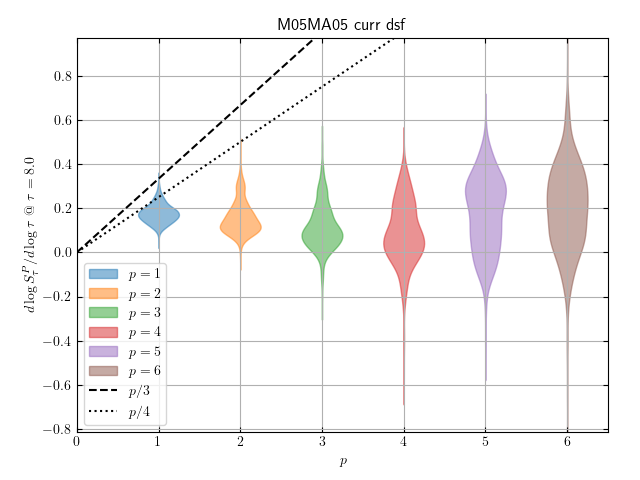 M05MA05 curr dsf
d log S_τ^P / d log τ @ τ = 8.0
0.8
0.6
0.4
0.2
0.0
−0.2
−0.4
−0.6
−0.8
p = 1
p = 2
p = 3
p = 4
p = 5
p = 6
p/3
p/4
0 1 2 3 4 5 6
p